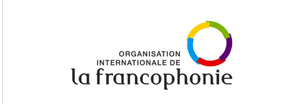 ORGANISATION
INTERNATIONALE DE
la francophonie